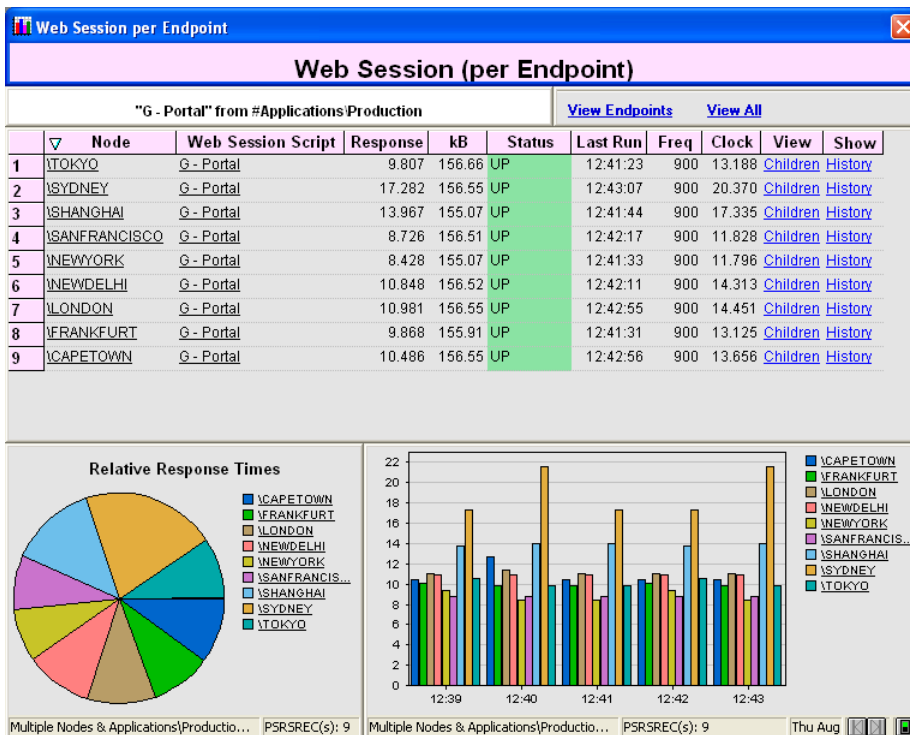 Web Session per Endpoint
Web Session (per Endpoint)
"G - Portal" from #Applications\Production View Endpoints View All
Node Web Session Script Response kB Status Last Run Freq Clock View Show
1 \TOKYO G - Portal 9.807 156.66 UP 12:41:23 900 13.188 Children History
2 \SYDNEY G - Portal 17.282 156.55 UP 12:43:07 900 20.370 Children History
3 \SHANGHAI G - Portal 13.967 155.07 UP 12:41:44 900 17.335 Children History
4 \SANFRANCISCO G - Portal 8.726 156.51 UP 12:42:17 900 11.828 Children History
5 \NEWYORK G - Portal 8.428 155.07 UP 12:41:33 900 11.796 Children History
6 \NEWDELHI G - Portal 10.848 156.52 UP 12:42:11 900 14.313 Children History
7 \LONDON G - Portal 10.981 156.55 UP 12:42:55 900 14.451 Children History
8 \FRANKFURT G - Portal 9.868 155.91 UP 12:41:31 900 13.125 Children History
9 \CAPETOWN G - Portal 10.486 156.55 UP 12:42:56 900 13.656 Children History
Relative Response Times
\CAPETOWN
\FRANKFURT
\LONDON
\NEWDELHI
\NEWYORK
\SANFRANCIS...
\SHANGHAI
\SYDNEY
\TOKYO
22
20
18
16
14
12
10
8
6
4
2
0
12:39 12:40 12:41 12:42 12:43
\CAPETOWN
\FRANKFURT
\LONDON
\NEWDELHI
\NEWYORK
\SANFRANCIS...
\SHANGHAI
\SYDNEY
\TOKYO
Multiple Nodes & Applications\Productio... PSRSREC(s): 9 Multiple Nodes & Applications\Productio... PSRSREC(s): 9 Thu Aug